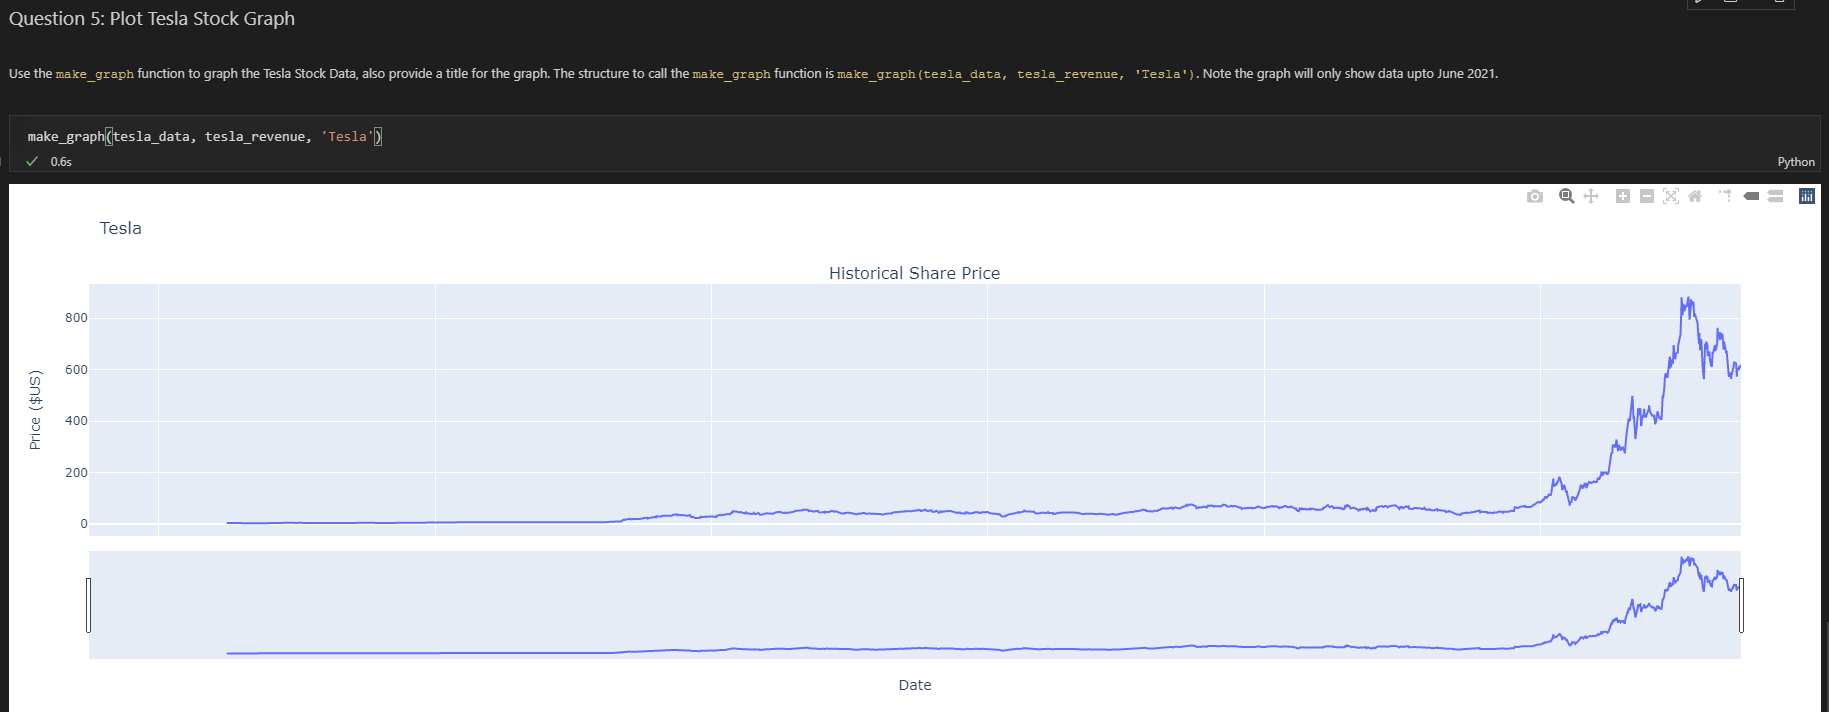 Question 5: Plot Tesla Stock Graph
Use the make_graph function to graph the Tesla Stock Data, also provide a title for the graph. The structure to call the make_graph function is make_graph(tesla_data, tesla_revenue, 'Tesla'). Note the graph will only show data upto June 2021.
make_graph(tesla_data, tesla_revenue, 'Tesla')
0.6s
Python
Tesla
Historical Share Price
800
600
400
200
0
Price ($US)
Date